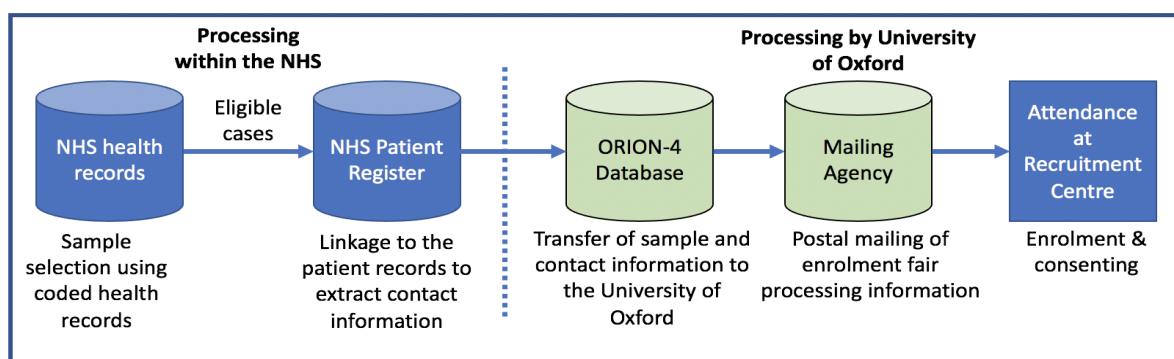 Processing
within the NHS
Processing by University
of Oxford
NHS health
records
Eligible
cases
NHS Patient
Register
ORION-4
Database
Mailing
Agency
Attendance
at
Recruitment
Centre
Sample
selection using
coded health
records
Linkage to the
patient records to
extract contact
information
Transfer of sample and
contact information to
the University of
Oxford
Postal mailing of
enrolment fair
processing information
Enrolment &
consenting